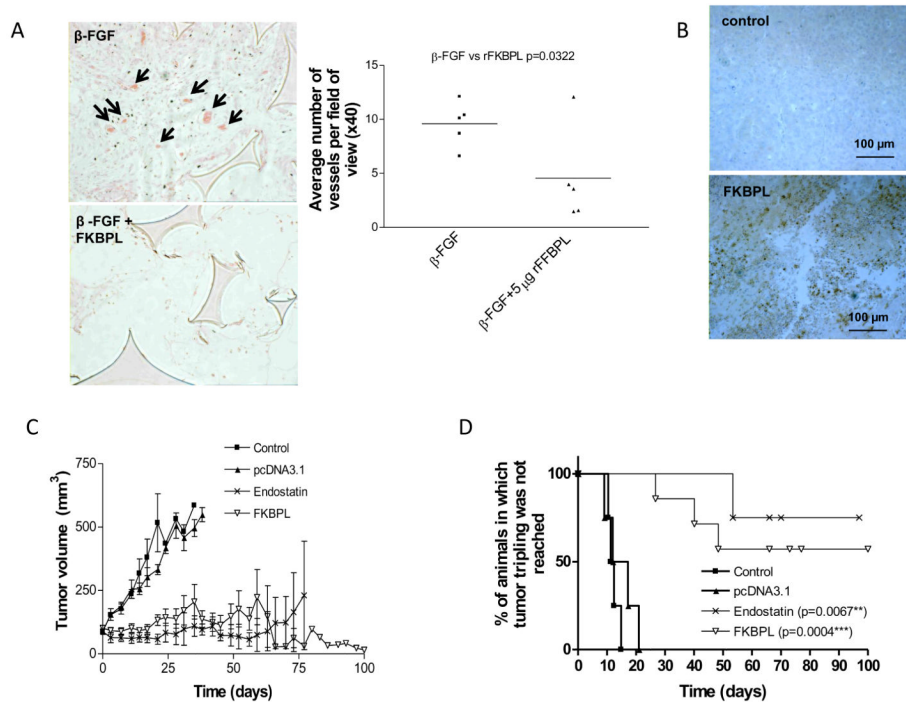 A
β-FGF
β-FGF +
FKBPL
β-FGF vs rFKBPL p=0.0322
Average number of
vessels per field of
view (x40)
15
10
5
0
β-FGF
β-FGF+5 μg rFFBPL
B
control
100 μm
FKBPL
100 μm
C
Control
pcDNA3.1
Endostatin
FKBPL
Tumor volume (mm³)
750
500
250
0
0 25 50 75 100
Time (days)
D
% of animals in which
tumor tripling was not
reached
100
50
0
Control
pcDNA3.1
Endostatin (p=0.0067**)
FKBPL (p=0.0004***)
0 10 20 30 40 50 60 70 80 90 100
Time (days)